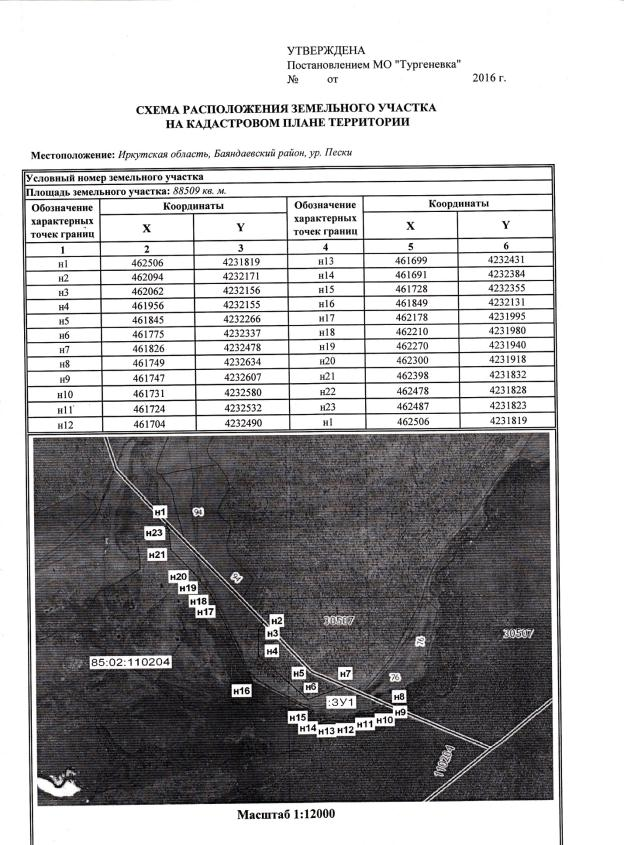 УТВЕРЖДЕНА
Постановлением МО "Тургеневка"
№ от 2016 г.
СХЕМА РАСПОЛОЖЕНИЯ ЗЕМЕЛЬНОГО УЧАСТКА
НА КАДАСТРОВОМ ПЛАНЕ ТЕРРИТОРИИ
Местоположение: Иркутская область, Баяндаевский район, ур. Пески
Условный номер земельного участка
Площадь земельного участка: 88509 кв. м.
Обозначение характерных точек границ Координаты Обозначение характерных точек границ Координаты
X Y X Y
1 2 3 4 5 6
н1 462506 4231819 н13 461699 4232431
н2 462094 4232171 н14 461691 4232384
н3 462062 4232156 н15 461728 4232355
н4 461956 4232155 н16 461849 4232131
н5 461845 4232266 н17 462178 4231995
н6 461775 4232337 н18 462210 4231980
н7 461826 4232478 н19 462270 4231940
н8 461749 4232634 н20 462300 4231918
н9 461747 4232607 н21 462398 4231832
н10 461731 4232580 н22 462478 4231828
н11 461724 4232532 н23 462487 4231823
н12 461704 4232490 н1 462506 4231819
н1
94
н23
н21
н20
94
н19
н18
н17
н2
30507
н3
30507
76
н4
85:02:110204
н5
н7
76
н6
н16
н8
:ЗУ1
н9
н15
н10
н11
н14
н13
н12
110204
Масштаб 1:12000